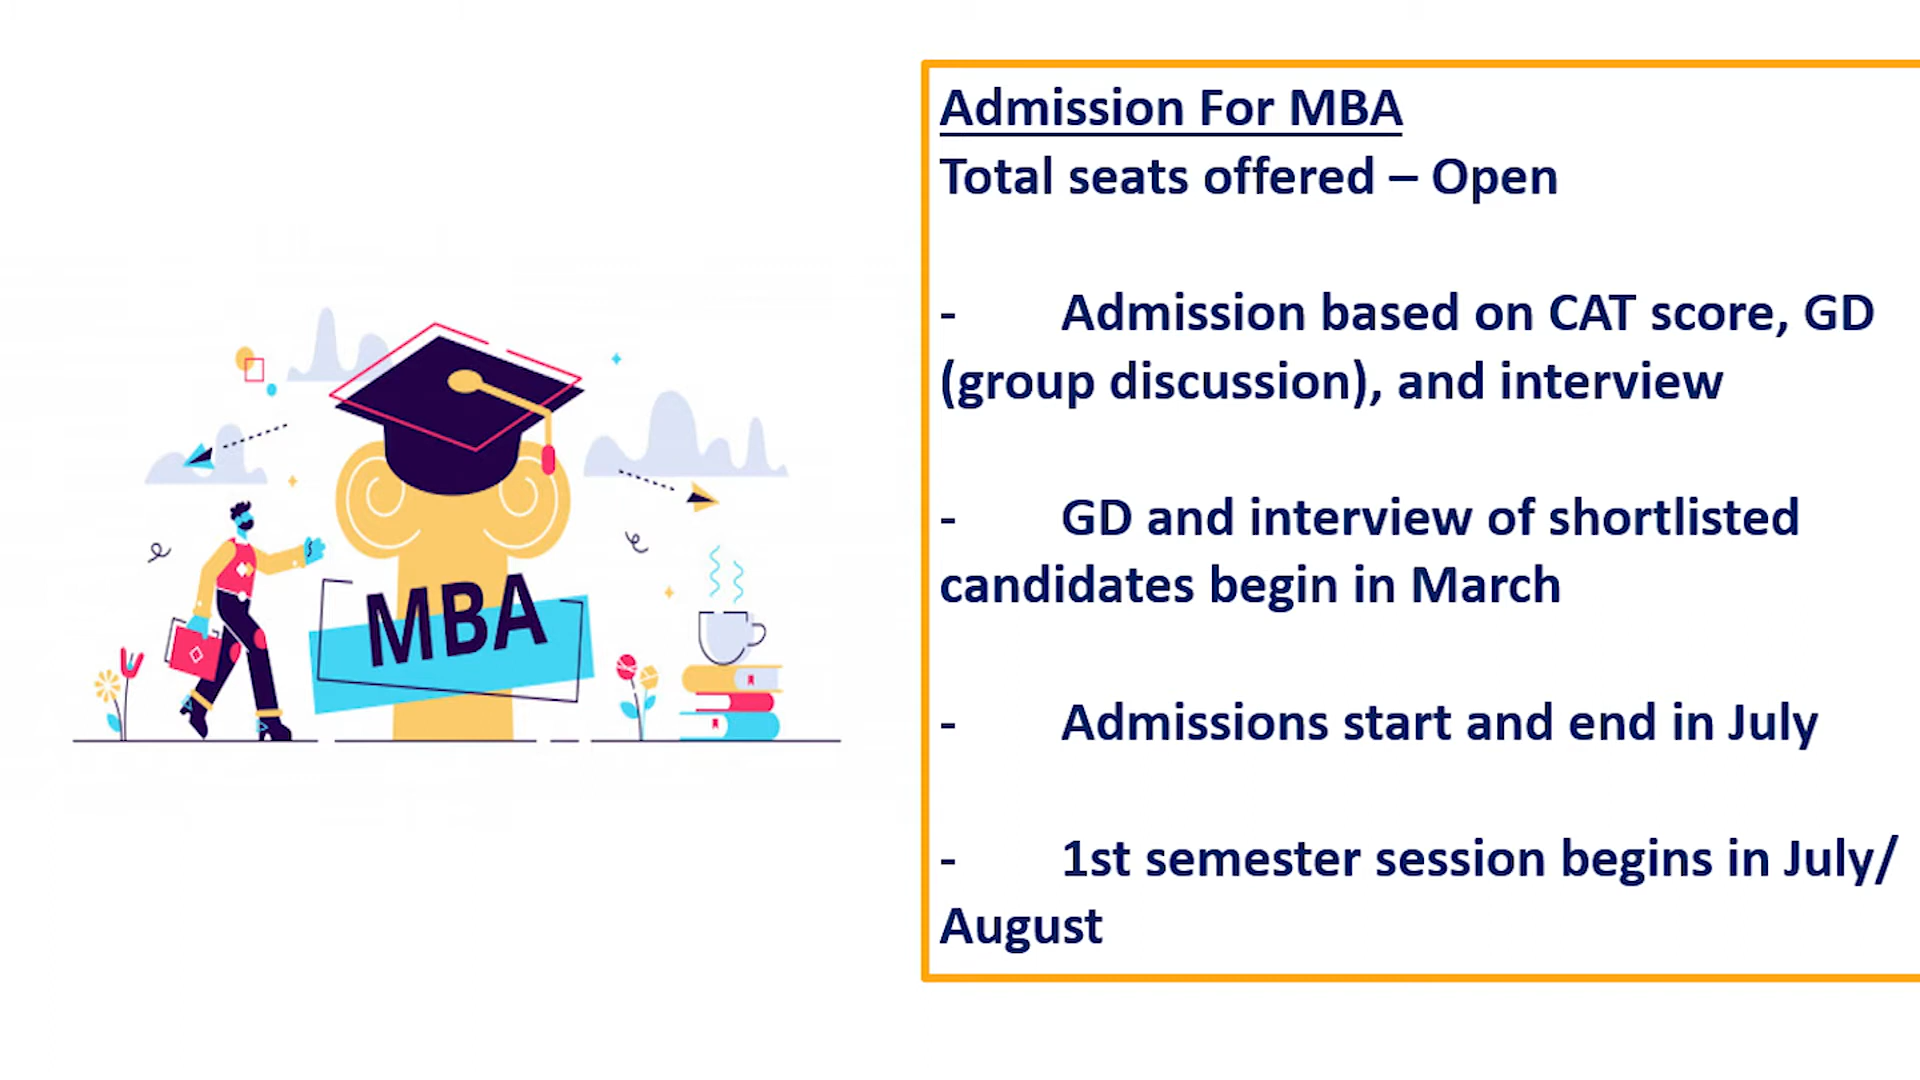 Admission For MBA
Total seats offered – Open
- Admission based on CAT score, GD
(group discussion), and interview
- GD and interview of shortlisted
candidates begin in March
- Admissions start and end in July
- 1st semester session begins in July/
August
MBA